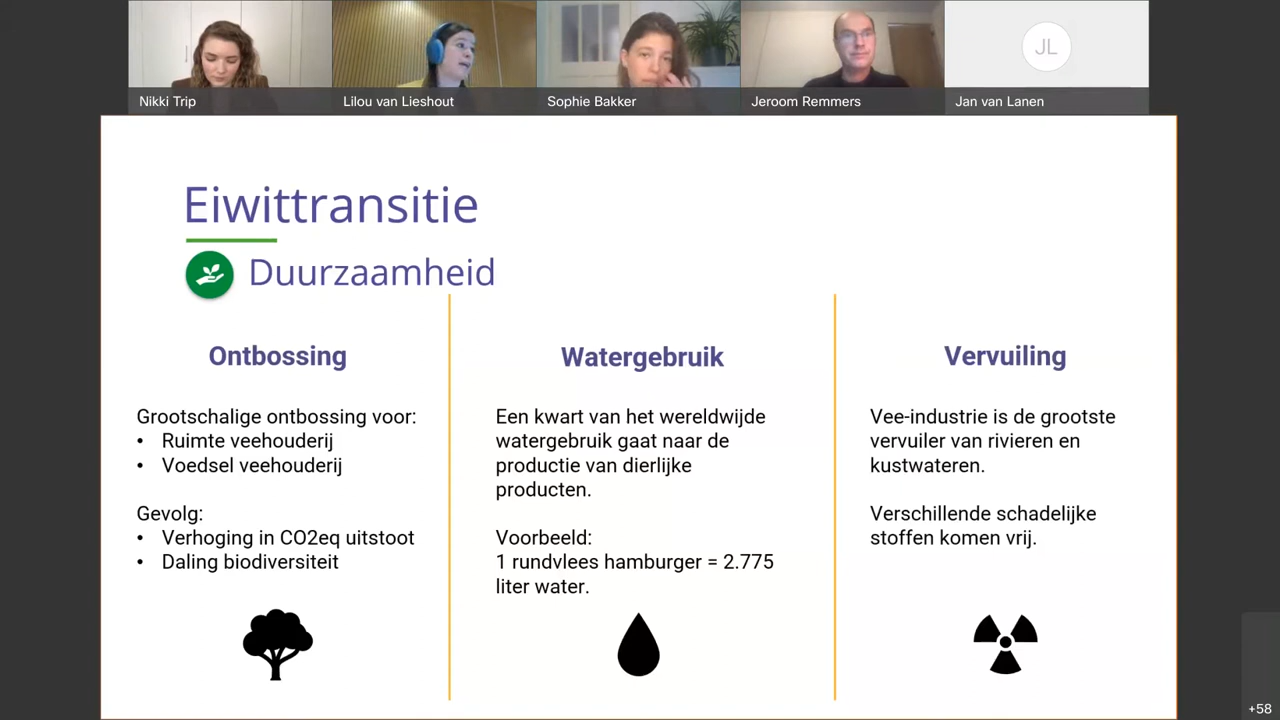 Nikki Trip
Lilou van Lieshout
Sophie Bakker
Jeroom Remmers
JL
Jan van Lanen
Eiwittransitie
Duurzaamheid
Ontbossing
Grootschalige ontbossing voor:
• Ruimte veehouderij
• Voedsel veehouderij
Gevolg:
• Verhoging in CO2eq uitstoot
• Daling biodiversiteit
Watergebruik
Een kwart van het wereldwijde
watergebruik gaat naar de
productie van dierlijke
producten.
Voorbeeld:
1 rundvlees hamburger = 2.775
liter water.
Vervuiling
Vee-industrie is de grootste
vervuiler van rivieren en
kustwateren.
Verschillende schadelijke
stoffen komen vrij.
+58